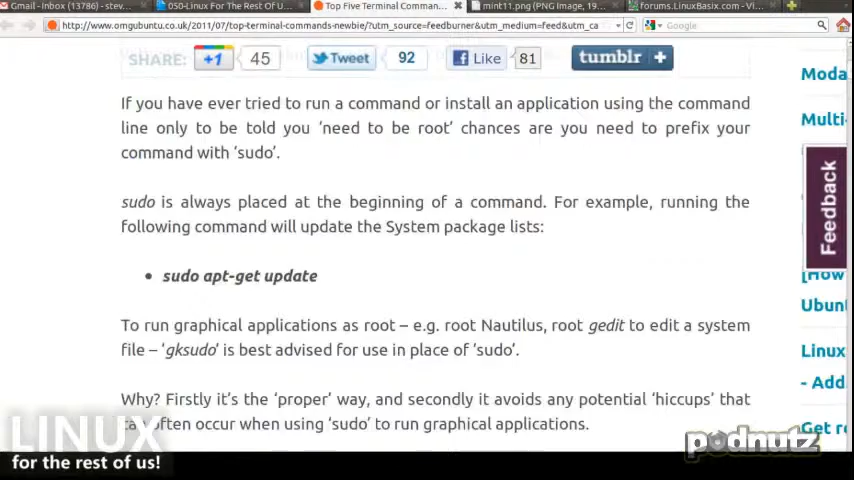 Gmail - Inbox (13786) - stev...
050-Linux For The Rest Of U...
Top Five Terminal Comman...
mint11.png (PNG Image, 19...
forums.LinuxBasix.com - Vi...
http://www.omgubuntu.co.uk/2011/07/top-terminal-commands-newbie/?utm_source=feedburner&utm_medium=feed&utm_ca
Google
SHARE: +1 45 Tweet 92 Like 81 tumblr +
If you have ever tried to run a command or install an application using the command
line only to be told you ‘need to be root’ chances are you need to prefix your
command with ‘sudo’.
sudo is always placed at the beginning of a command. For example, running the
following command will update the System package lists:
• sudo apt-get update
To run graphical applications as root – e.g. root Nautilus, root gedit to edit a system
file – ‘gksudo’ is best advised for use in place of ‘sudo’.
Why? Firstly it’s the ‘proper’ way, and secondly it avoids any potential ‘hiccups’ that
can often occur when using ‘sudo’ to run graphical applications.
Moda
Multi-
Feedback
[How
Ubunt
Linux
- Add
Get r
LINUX
for the rest of us!
podnutz